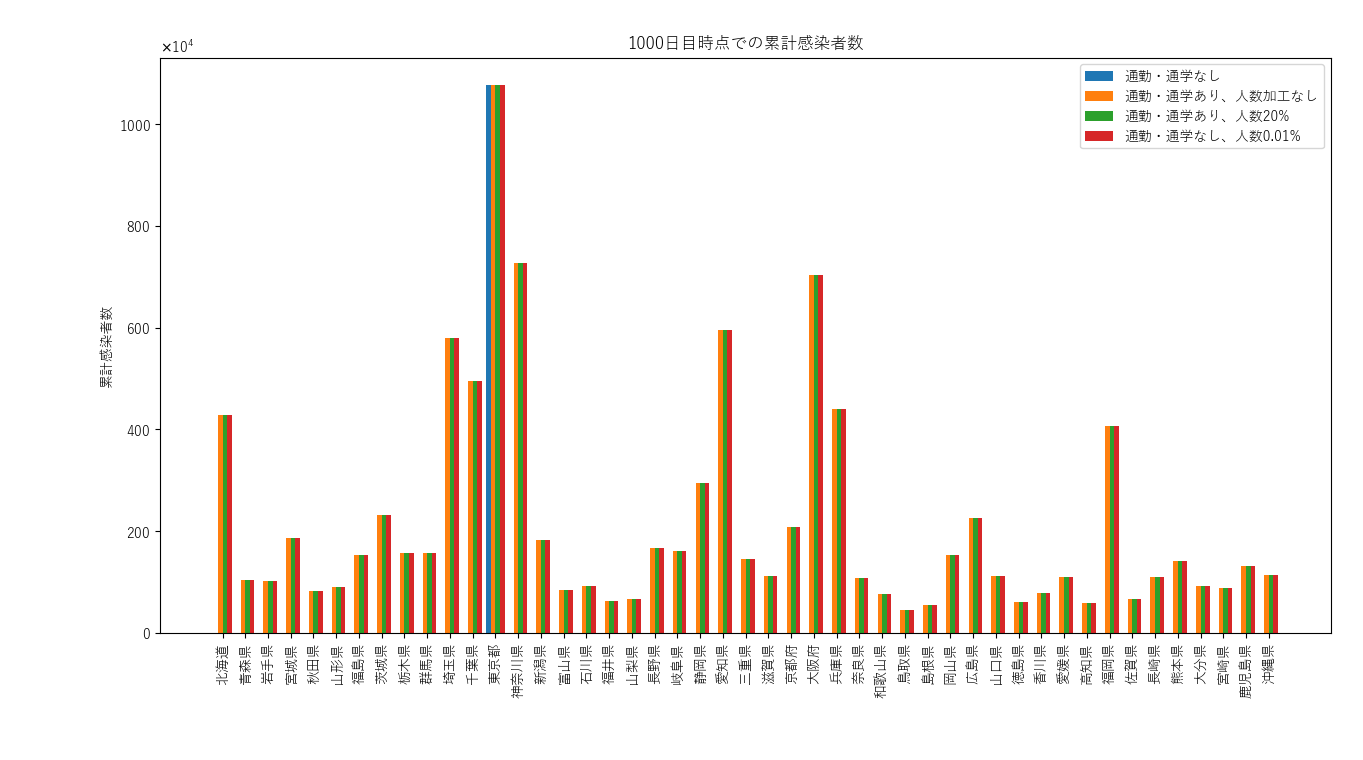 1000日目時点での累計感染者数
×10⁴
通勤・通学なし
通勤・通学あり、人数加工なし
通勤・通学あり、人数20%
通勤・通学なし、人数0.01%
累計感染者数
1000
800
600
400
200
0
北海道
青森県
岩手県
宮城県
秋田県
山形県
福島県
茨城県
栃木県
群馬県
埼玉県
千葉県
東京都
神奈川県
新潟県
富山県
石川県
福井県
山梨県
長野県
岐阜県
静岡県
愛知県
三重県
滋賀県
京都府
大阪府
兵庫県
奈良県
和歌山県
鳥取県
島根県
岡山県
広島県
山口県
徳島県
香川県
愛媛県
高知県
福岡県
佐賀県
長崎県
熊本県
大分県
宮崎県
鹿児島県
沖縄県